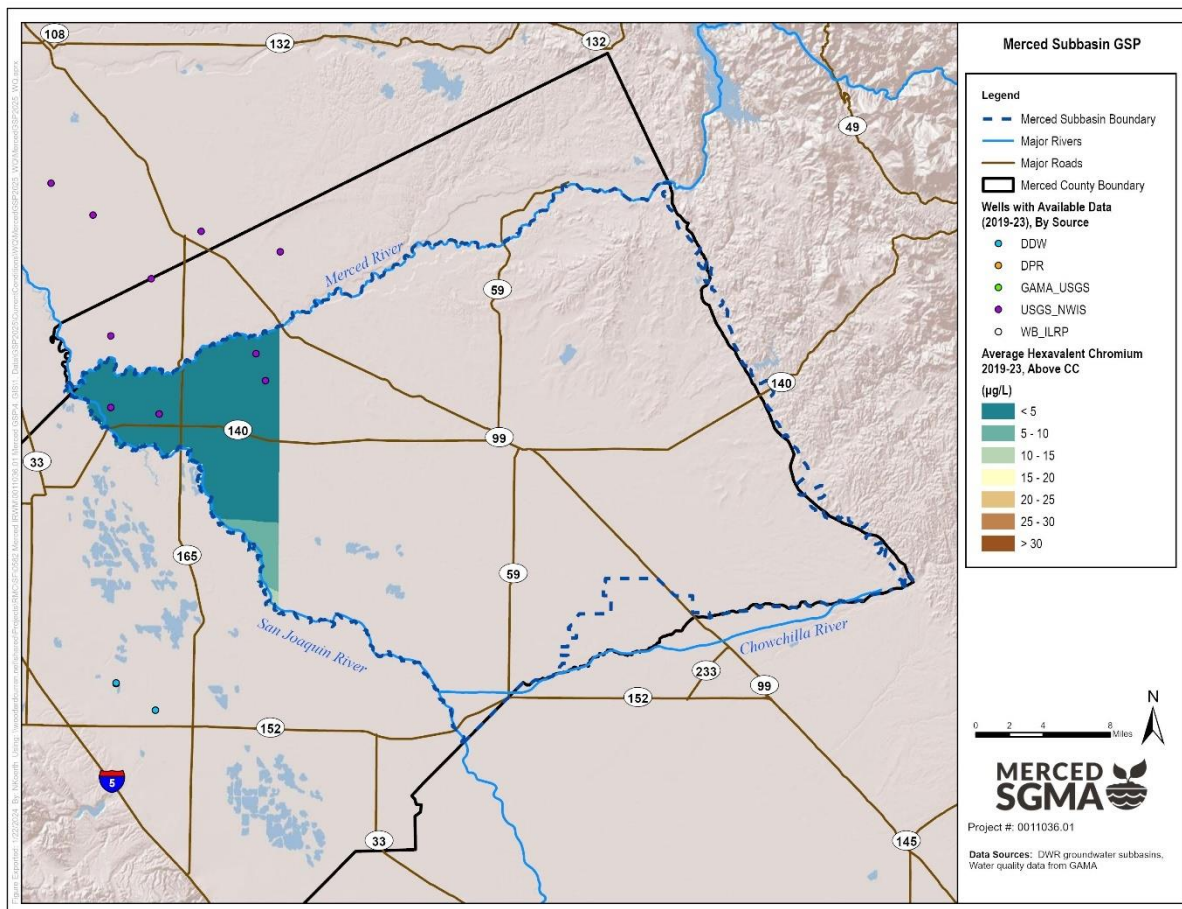 Merced Subbasin GSP
Legend
Merced Subbasin Boundary
Major Rivers
Major Roads
Merced County Boundary
Wells with Available Data
(2019-23), By Source
DDW
DPR
GAMA_USGS
USGS_NWIS
WB_ILRP
Average Hexavalent Chromium
2019-23, Above CC
(µg/L)
< 5
5 - 10
10 - 15
15 - 20
20 - 25
25 - 30
> 30
N
0 2 4 8
Miles
MERCED
SGMA
Project #: 0011036.01
Data Sources: DWR groundwater subbasins,
Water quality data from GAMA
108
132
132
49
Merced River
59
140
140
99
33
165
59
San Joaquin River
Chowchilla River
233
152
99
152
5
33
145